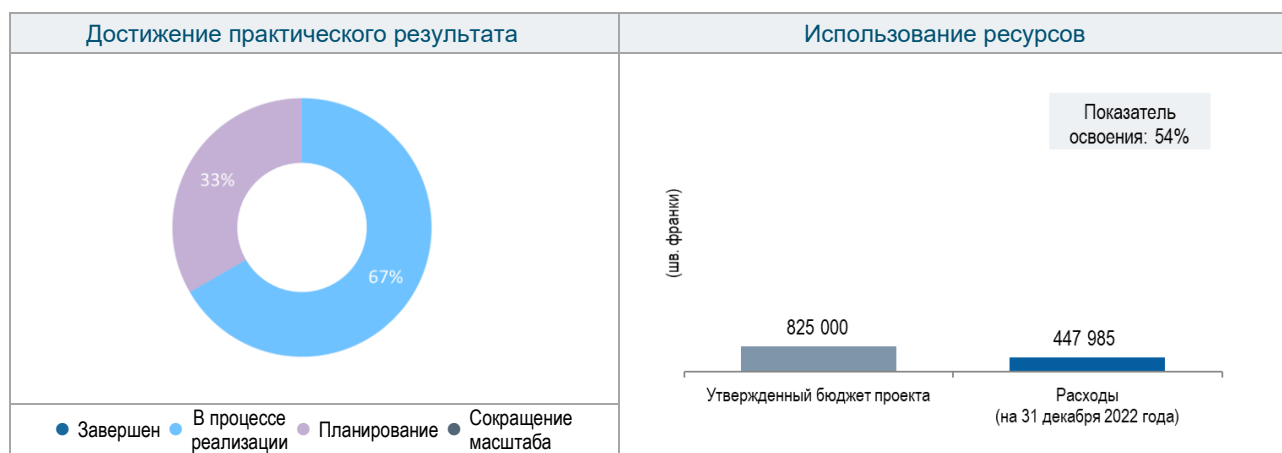 Достижение практического результата
Использование ресурсов
33%
67%
Завершен
В процессе
реализации
Планирование
Сокращение
масштаба
Показатель
освоения: 54%
(шв. франки)
825 000
447 985
Утвержденный бюджет проекта
Расходы
(на 31 декабря 2022 года)